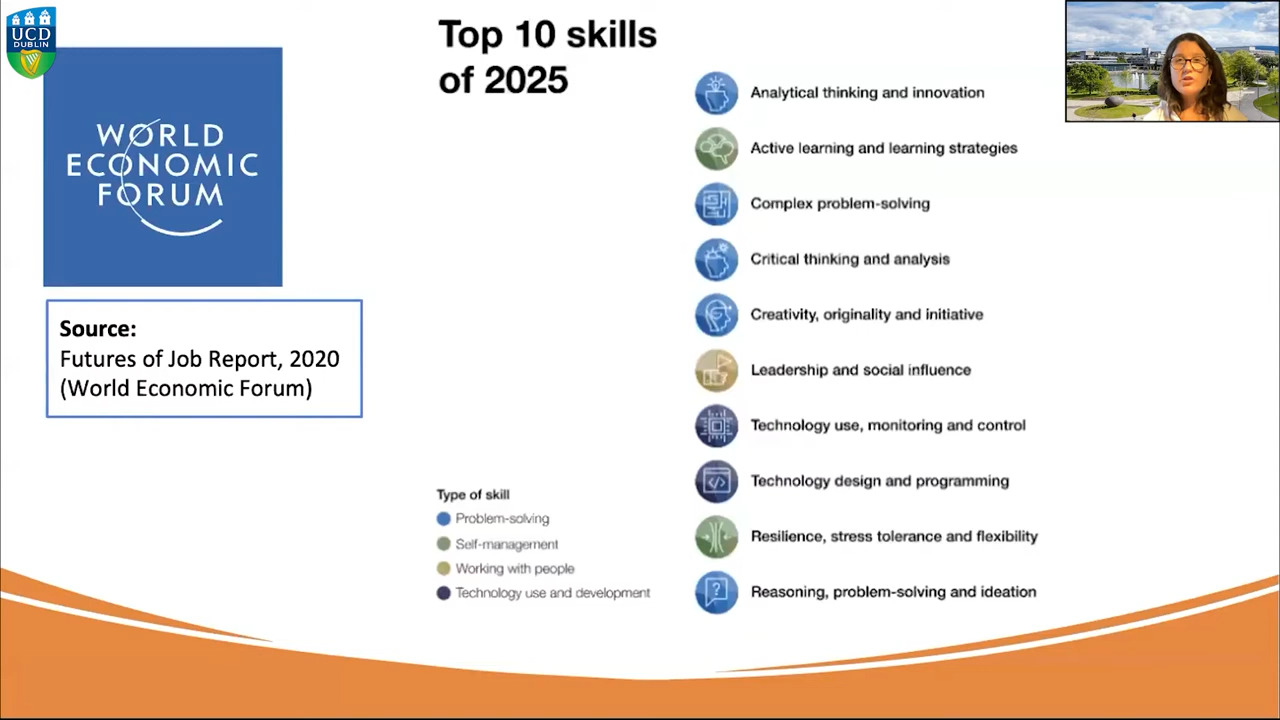 UCD
DUBLIN
WORLD
ECONOMIC
FORUM
Source:
Futures of Job Report, 2020
(World Economic Forum)
Top 10 skills
of 2025
Type of skill
Problem-solving
Self-management
Working with people
Technology use and development
Analytical thinking and innovation
Active learning and learning strategies
Complex problem-solving
Critical thinking and analysis
Creativity, originality and initiative
Leadership and social influence
Technology use, monitoring and control
Technology design and programming
Resilience, stress tolerance and flexibility
Reasoning, problem-solving and ideation